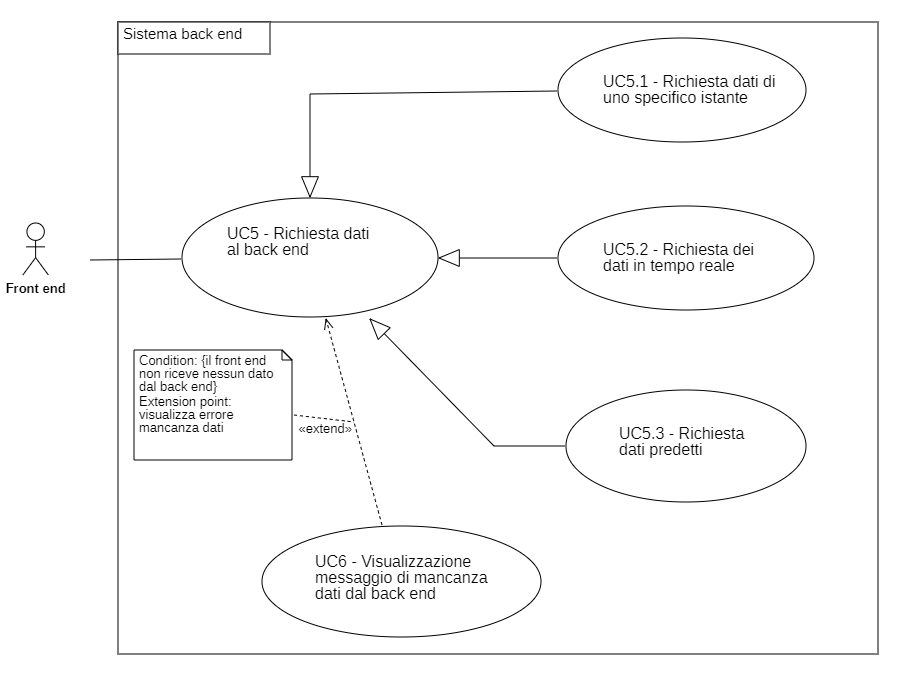 Sistema back end
UC5.1 - Richiesta dati di
uno specifico istante
UC5 - Richiesta dati
al back end
UC5.2 - Richiesta dei
dati in tempo reale
Front end
Condition: {il front end
non riceve nessun dato
dal back end}
Extension point:
visualizza errore
mancanza dati
«extend»
UC5.3 - Richiesta
dati predetti
UC6 - Visualizzazione
messaggio di mancanza
dati dal back end